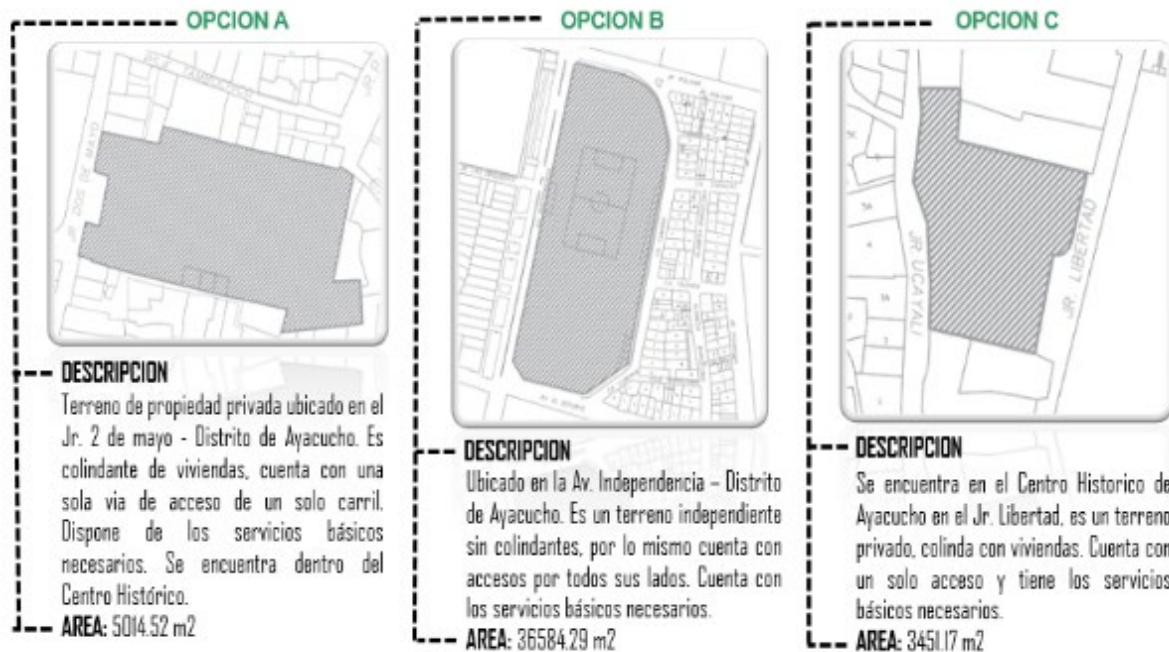 OPCION A
JR. DOS DE MAYO
DESCRIPCION
Terreno de propiedad privada ubicado en el
Jr. 2 de mayo - Distrito de Ayacucho. Es
colindante de viviendas, cuenta con una
sola via de acceso de un solo carril.
Dispone de los servicios básicos
necesarios. Se encuentra dentro del
Centro Histórico.
AREA: 5014.52 m2
OPCION B
DESCRIPCION
Ubicado en la Av. Independencia – Distrito
de Ayacucho. Es un terreno independiente
sin colindantes, por lo mismo cuenta con
accesos por todos sus lados. Cuenta con
los servicios básicos necesarios.
AREA: 36584.29 m2
OPCION C
JR UCAYALI
JR. LIBERTAD
DESCRIPCION
Se encuentra en el Centro Historico de
Ayacucho en el Jr. Libertad, es un terreno
privado, colinda con viviendas. Cuenta con
un solo acceso y tiene los servicios
básicos necesarios.
AREA: 3451.17 m2